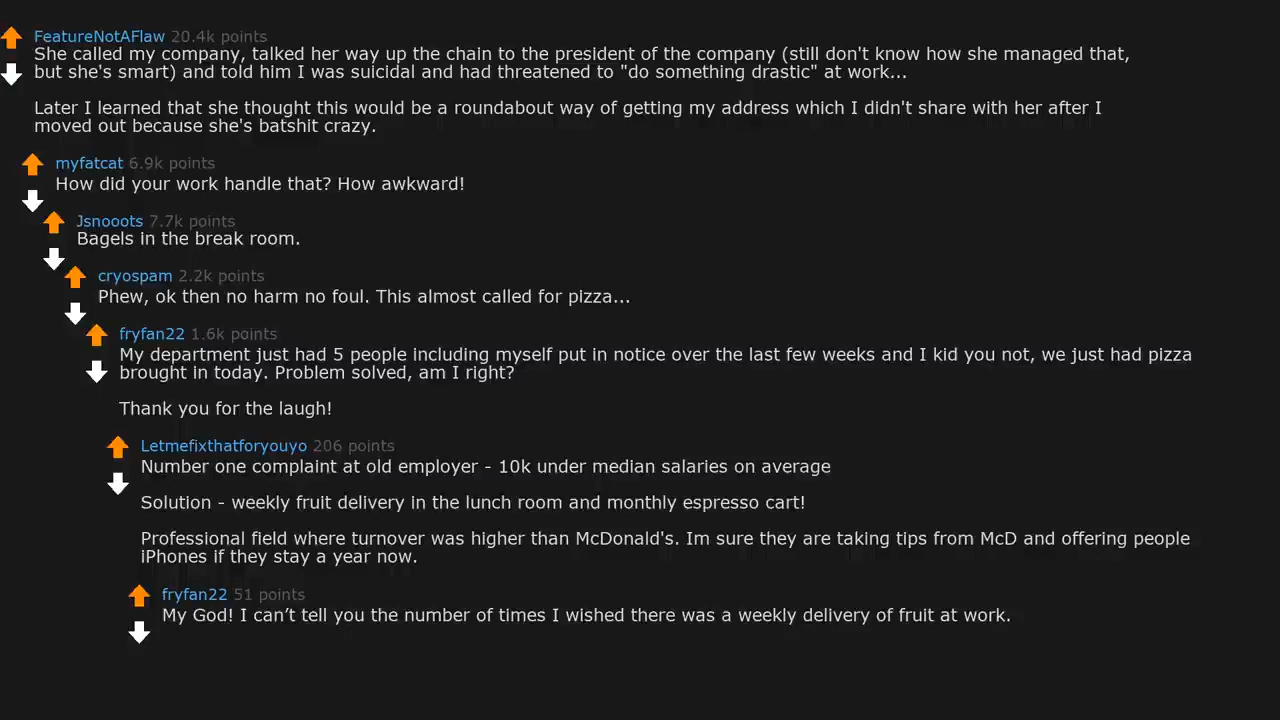 FeatureNotAFlaw 20.4k points
She called my company, talked her way up the chain to the president of the company (still don't know how she managed that,
but she's smart) and told him I was suicidal and had threatened to "do something drastic" at work...
Later I learned that she thought this would be a roundabout way of getting my address which I didn't share with her after I
moved out because she's batshit crazy.
myfatcat 6.9k points
How did your work handle that? How awkward!
Jsnooots 7.7k points
Bagels in the break room.
cryospam 2.2k points
Phew, ok then no harm no foul. This almost called for pizza...
fryfan22 1.6k points
My department just had 5 people including myself put in notice over the last few weeks and I kid you not, we just had pizza
brought in today. Problem solved, am I right?
Thank you for the laugh!
Letmefixthatforyouyo 206 points
Number one complaint at old employer - 10k under median salaries on average
Solution - weekly fruit delivery in the lunch room and monthly espresso cart!
Professional field where turnover was higher than McDonald's. Im sure they are taking tips from McD and offering people
iPhones if they stay a year now.
fryfan22 51 points
My God! I can’t tell you the number of times I wished there was a weekly delivery of fruit at work.